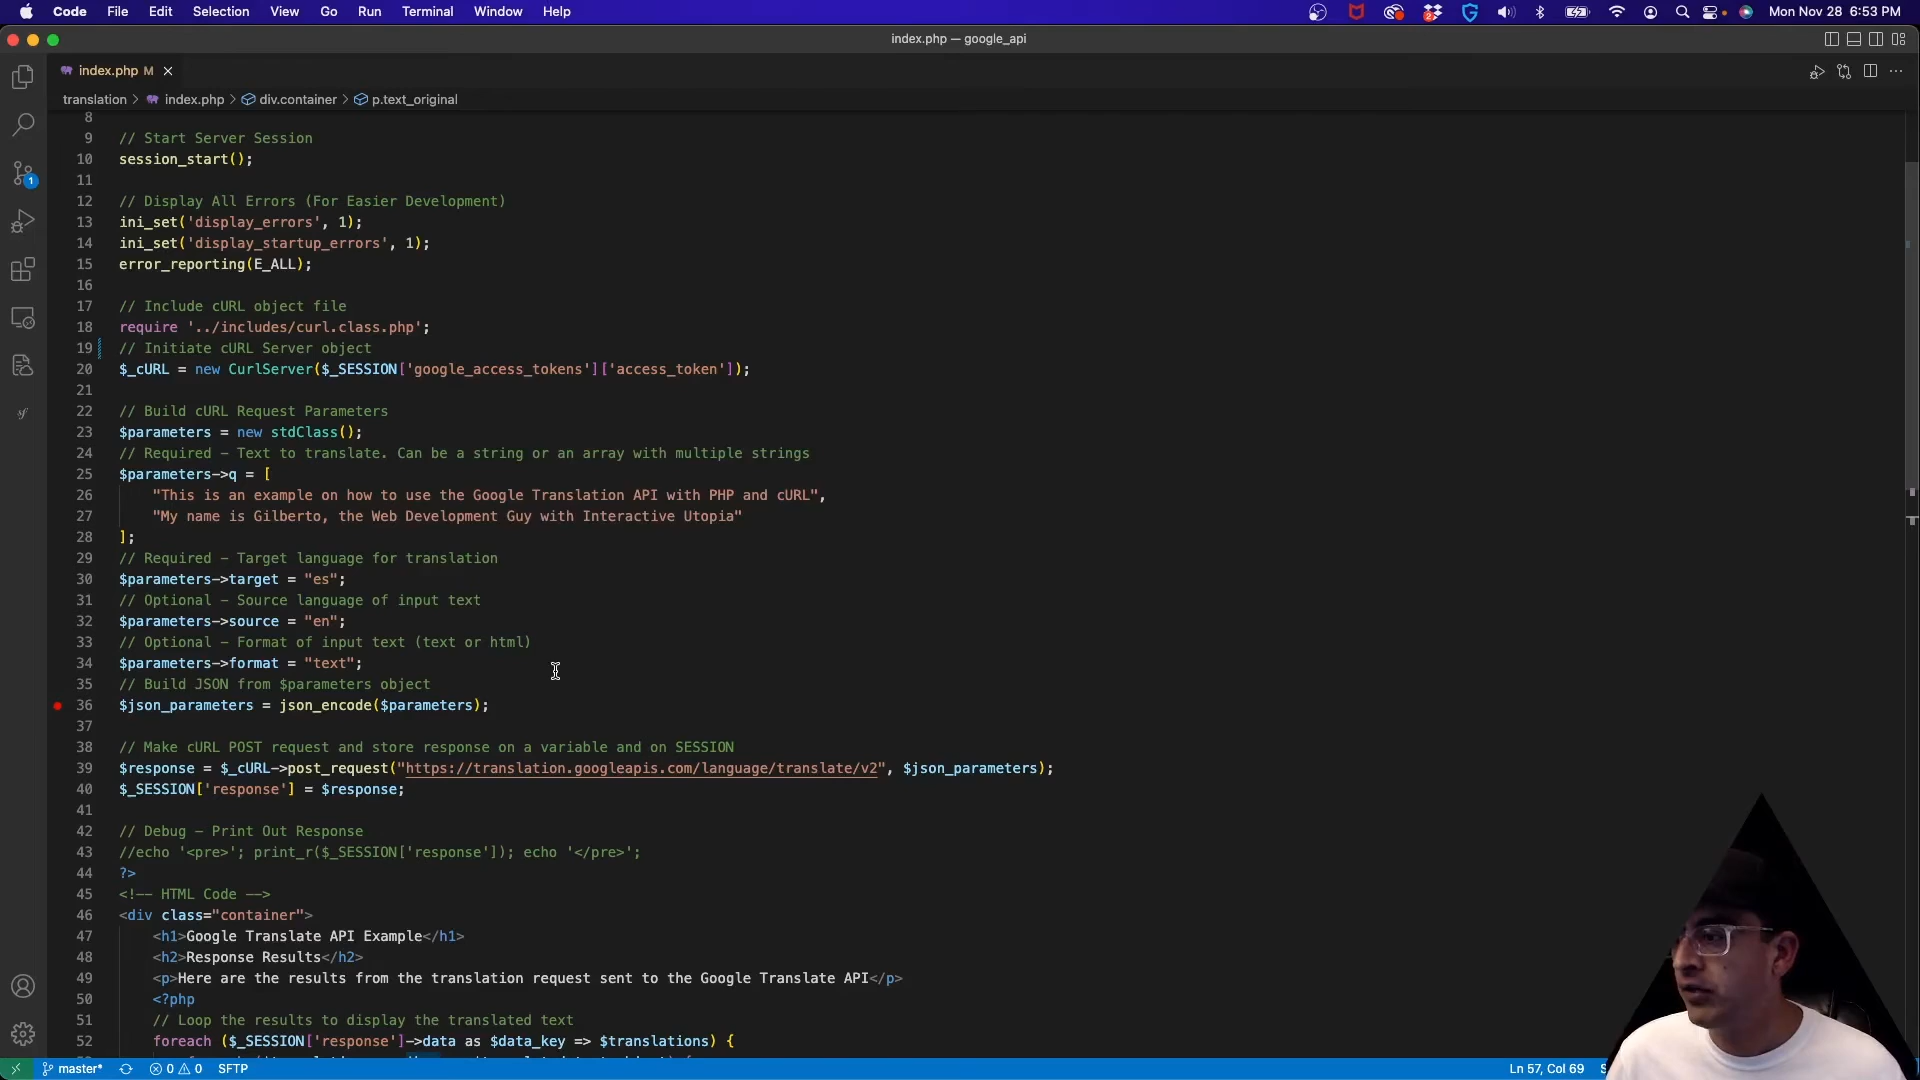 Code File Edit Selection View Go Run Terminal Window Help
2
Mon Nov 28 6:53 PM
index.php — google_api
index.php M
translation > index.php > div.container > p.text_original
8
9 // Start Server Session
10 session_start();
11
12 // Display All Errors (For Easier Development)
13 ini_set('display_errors', 1);
14 ini_set('display_startup_errors', 1);
15 error_reporting(E_ALL);
16
17 // Include cURL object file
18 require '../includes/curl.class.php';
19 // Initiate cURL Server object
20 $_cURL = new CurlServer($_SESSION['google_access_tokens']['access_token']);
21
22 // Build cURL Request Parameters
23 $parameters = new stdClass();
24 // Required – Text to translate. Can be a string or an array with multiple strings
25 $parameters->q = [
26 "This is an example on how to use the Google Translation API with PHP and cURL",
27 "My name is Gilberto, the Web Development Guy with Interactive Utopia"
28 ];
29 // Required – Target language for translation
30 $parameters->target = "es";
31 // Optional – Source language of input text
32 $parameters->source = "en";
33 // Optional – Format of input text (text or html)
34 $parameters->format = "text";
35 // Build JSON from $parameters object
36 $json_parameters = json_encode($parameters);
37
38 // Make cURL POST request and store response on a variable and on SESSION
39 $response = $_cURL->post_request("https://translation.googleapis.com/language/translate/v2", $json_parameters);
40 $_SESSION['response'] = $response;
41
42 // Debug – Print Out Response
43 //echo '<pre>'; print_r($_SESSION['response']); echo '</pre>';
44 ?>
45 <!-- HTML Code -->
46 <div class="container">
47 <h1>Google Translate API Example</h1>
48 <h2>Response Results</h2>
49 <p>Here are the results from the translation request sent to the Google Translate API</p>
50 <?php
51 // Loop the results to display the translated text
52 foreach ($_SESSION['response']->data as $data_key => $translations) {
1
master* 0 0 SFTP
Ln 57, Col 69